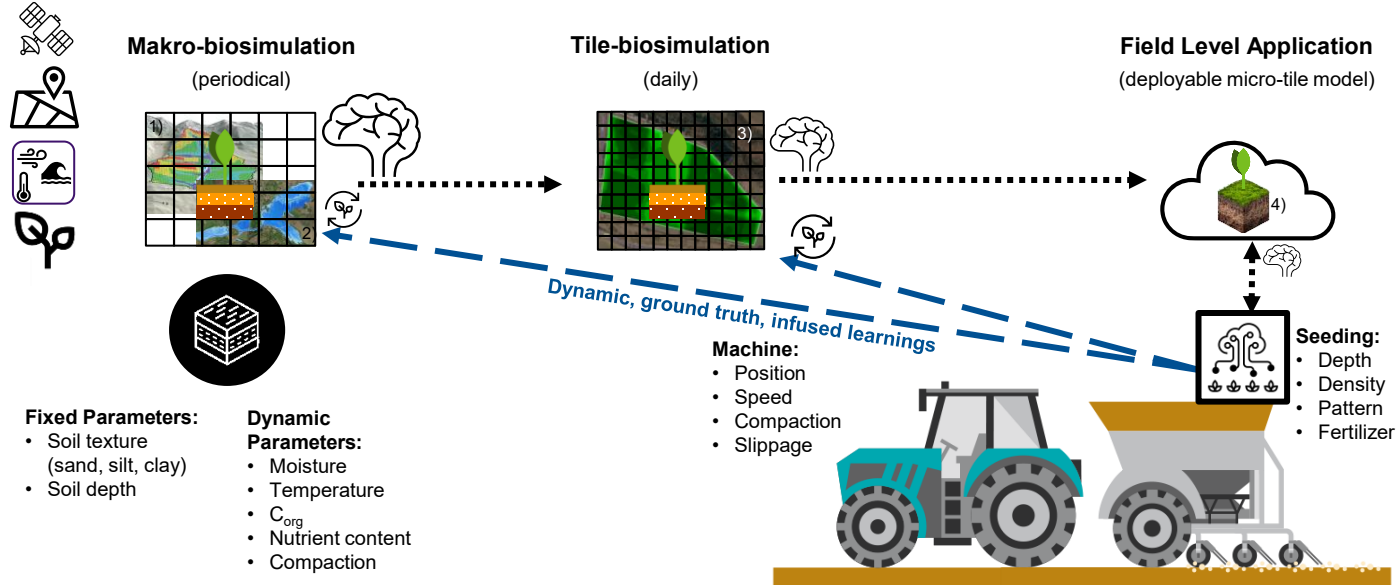 Makro-biosimulation
(periodical)
1)
2)
Tile-biosimulation
(daily)
3)
Field Level Application
(deployable micro-tile model)
4)
Dynamic, ground truth, infused learnings
Fixed Parameters:
• Soil texture
(sand, silt, clay)
• Soil depth
Dynamic
Parameters:
• Moisture
• Temperature
• Corg
• Nutrient content
• Compaction
Machine:
• Position
• Speed
• Compaction
• Slippage
Seeding:
• Depth
• Density
• Pattern
• Fertilizer